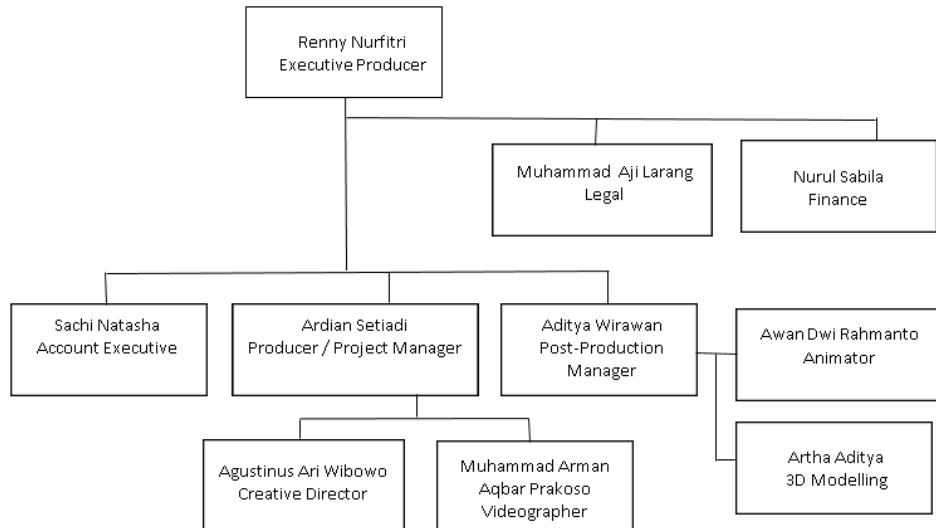 Renny Nurfitri
Executive Producer
Muhammad Aji Larang
Legal
Nurul Sabila
Finance
Sachi Natasha
Account Executive
Ardian Setiadi
Producer / Project Manager
Aditya Wirawan
Post-Production
Manager
Awan Dwi Rahmanto
Animator
Agustinus Ari Wibowo
Creative Director
Muhammad Arman
Aqbar Prakoso
Videographer
Artha Aditya
3D Modelling